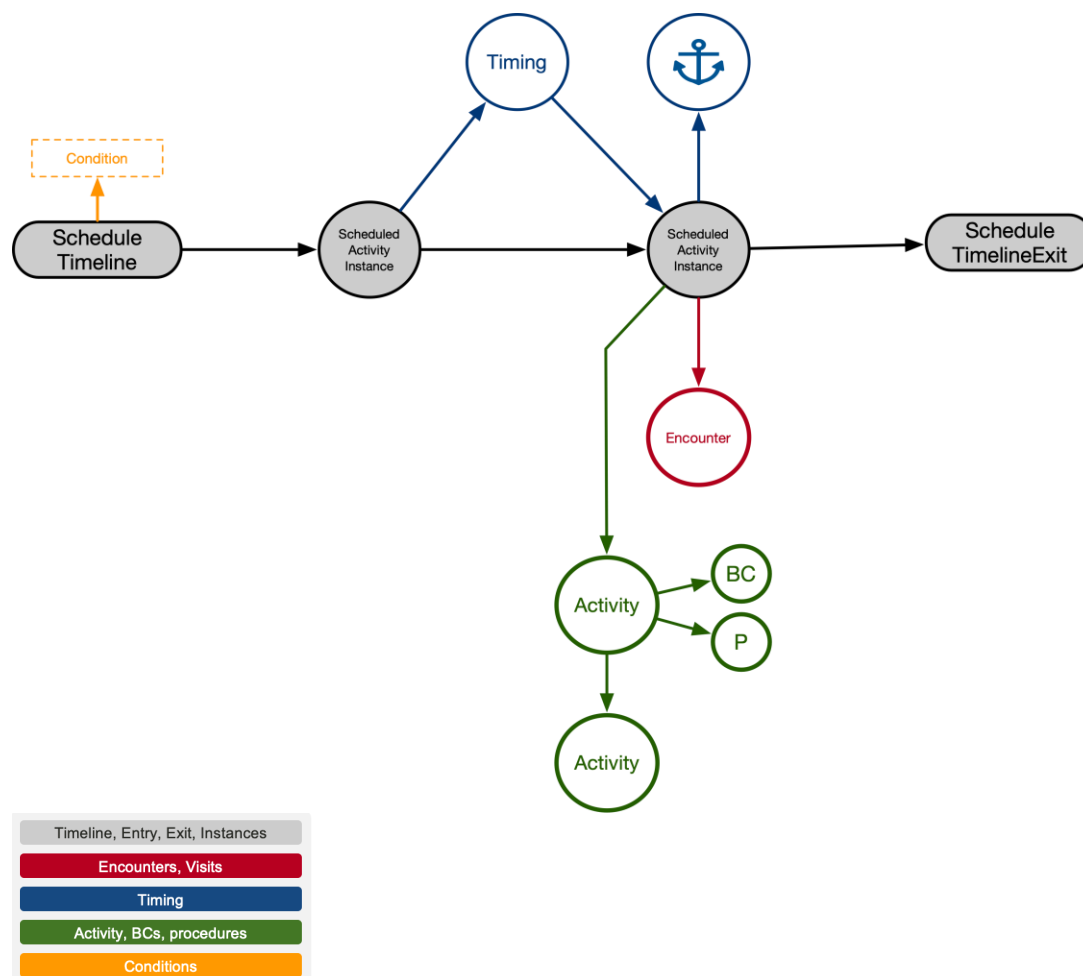 Timing
Condition
Schedule
Timeline
Scheduled
Activity
Instance
Scheduled
Activity
Instance
Schedule
TimelineExit
Encounter
Activity
BC
P
Activity
Timeline, Entry, Exit, Instances
Encounters, Visits
Timing
Activity, BCs, procedures
Conditions